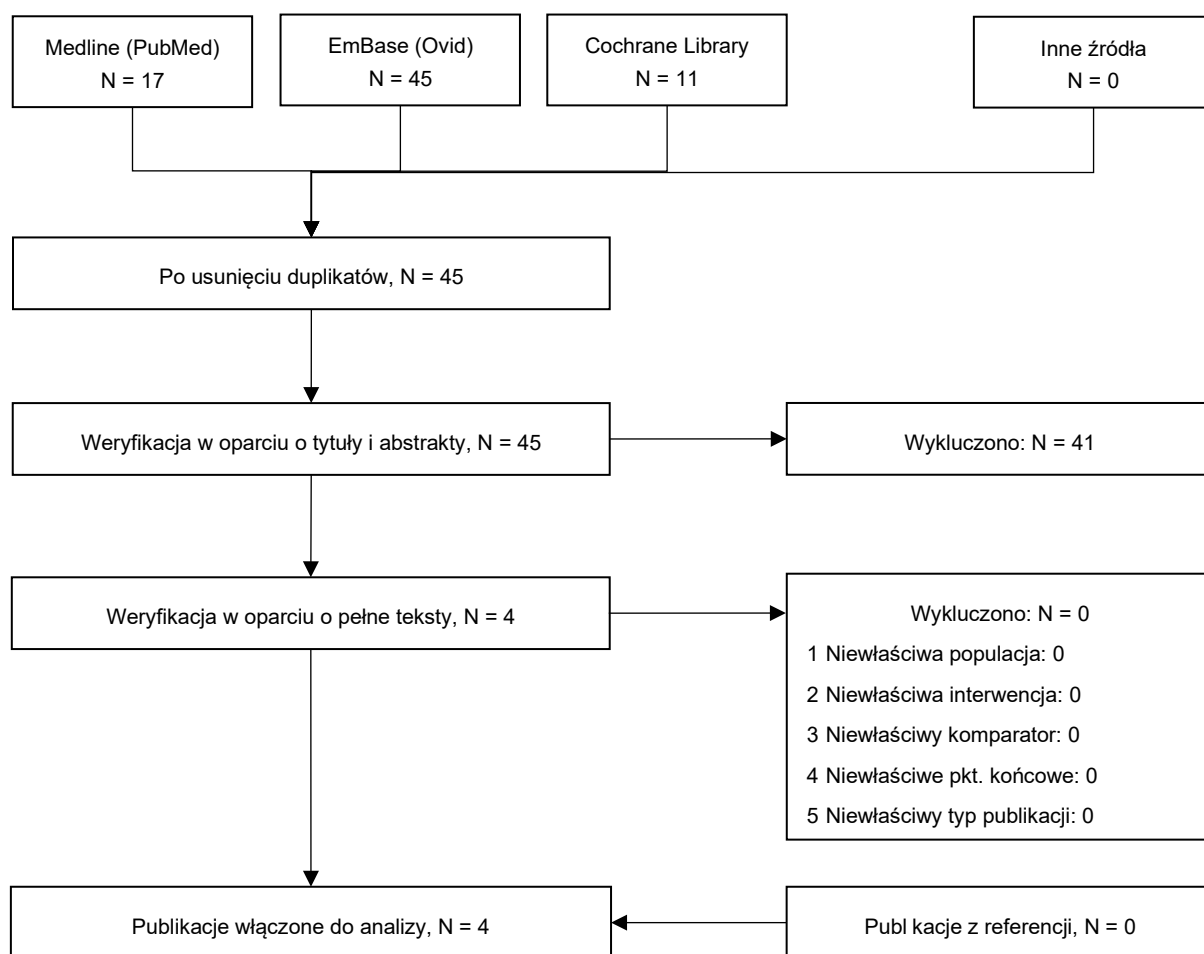 Medline (PubMed)
N = 17
EmBase (Ovid)
N = 45
Cochrane Library
N = 11
Inne źródła
N = 0
Po usunięciu duplikatów, N = 45
Weryfikacja w oparciu o tytuły i abstrakty, N = 45
Wykluczono: N = 41
Weryfikacja w oparciu o pełne teksty, N = 4
Wykluczono: N = 0
1 Niewłaściwa populacja: 0
2 Niewłaściwa interwencja: 0
3 Niewłaściwy komparator: 0
4 Niewłaściwe pkt. końcowe: 0
5 Niewłaściwy typ publikacji: 0
Publikacje włączone do analizy, N = 4
Publ kacje z referencji, N = 0